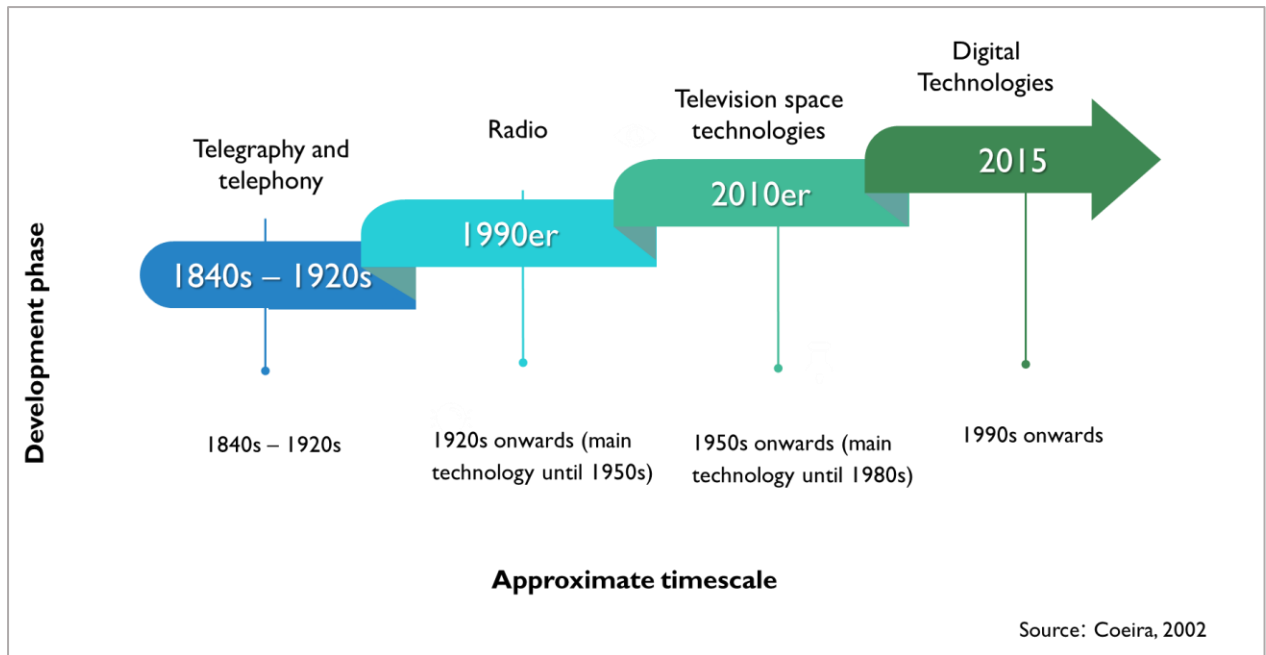 Digital
Technologies
Television space
technologies
Radio
Telegraphy and
telephony
2015
2010er
1990er
1840s – 1920s
Development phase
1840s – 1920s
1920s onwards (main
technology until 1950s)
1950s onwards (main
technology until 1980s)
1990s onwards
Approximate timescale
Source: Coeira, 2002